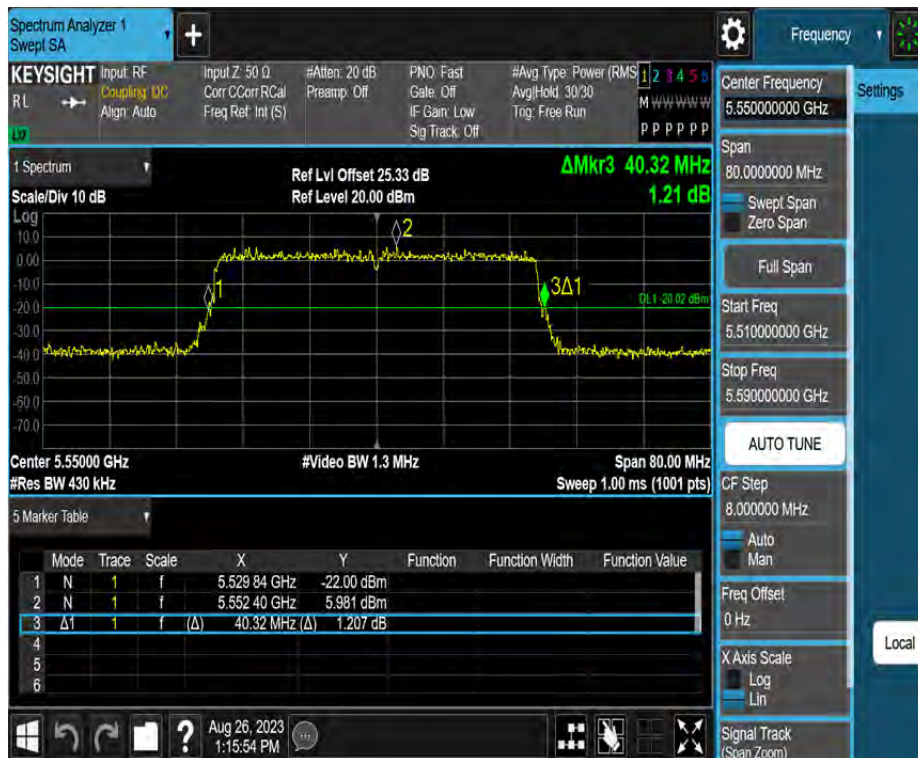 Spectrum Analyzer 1
Swept SA
+
Frequency
KEYSIGHT
RL
LXI
Input: RF
Coupling: DC
Align: Auto
Input Z: 50 Ω
Corr CCorr RCal
Freq Ref: Int (S)
#Atten: 20 dB
Preamp: Off
PNO: Fast
Gate: Off
IF Gain: Low
Sig Track: Off
#Avg Type: Power (RMS
Avg|Hold: 30/30
Trig: Free Run
1 2 3 4 5 6
M W W W W W
P P P P P P
Center Frequency
5.550000000 GHz
Settings
1 Spectrum
Scale/Div 10 dB
Ref Lvl Offset 25.33 dB
Ref Level 20.00 dBm
ΔMkr3 40.32 MHz
1.21 dB
Log
10.0
0.00
-10.0
-20.0
-30.0
-40.0
-50.0
-60.0
-70.0
1
2
3Δ1
DL1 -20.02 dBm
Center 5.55000 GHz
#Res BW 430 kHz
#Video BW 1.3 MHz
Span 80.00 MHz
Sweep 1.00 ms (1001 pts)
Span
80.0000000 MHz
Swept Span
Zero Span
Full Span
Start Freq
5.510000000 GHz
Stop Freq
5.590000000 GHz
AUTO TUNE
CF Step
8.000000 MHz
Auto
Man
Freq Offset
0 Hz
X Axis Scale
Log
Lin
Signal Track
(Span Zoom)
Local
5 Marker Table
Mode Trace Scale X Y Function Function Width Function Value
1 N 1 f 5.529 84 GHz -22.00 dBm
2 N 1 f 5.552 40 GHz 5.981 dBm
3 Δ1 1 f (Δ) 40.32 MHz (Δ) 1.207 dB
4
5
6
?
Aug 26, 2023
1:15:54 PM